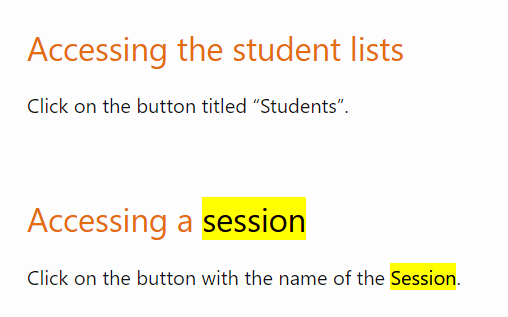 Accessing the student lists
Click on the button titled “Students”.
Accessing a session
Click on the button with the name of the Session.